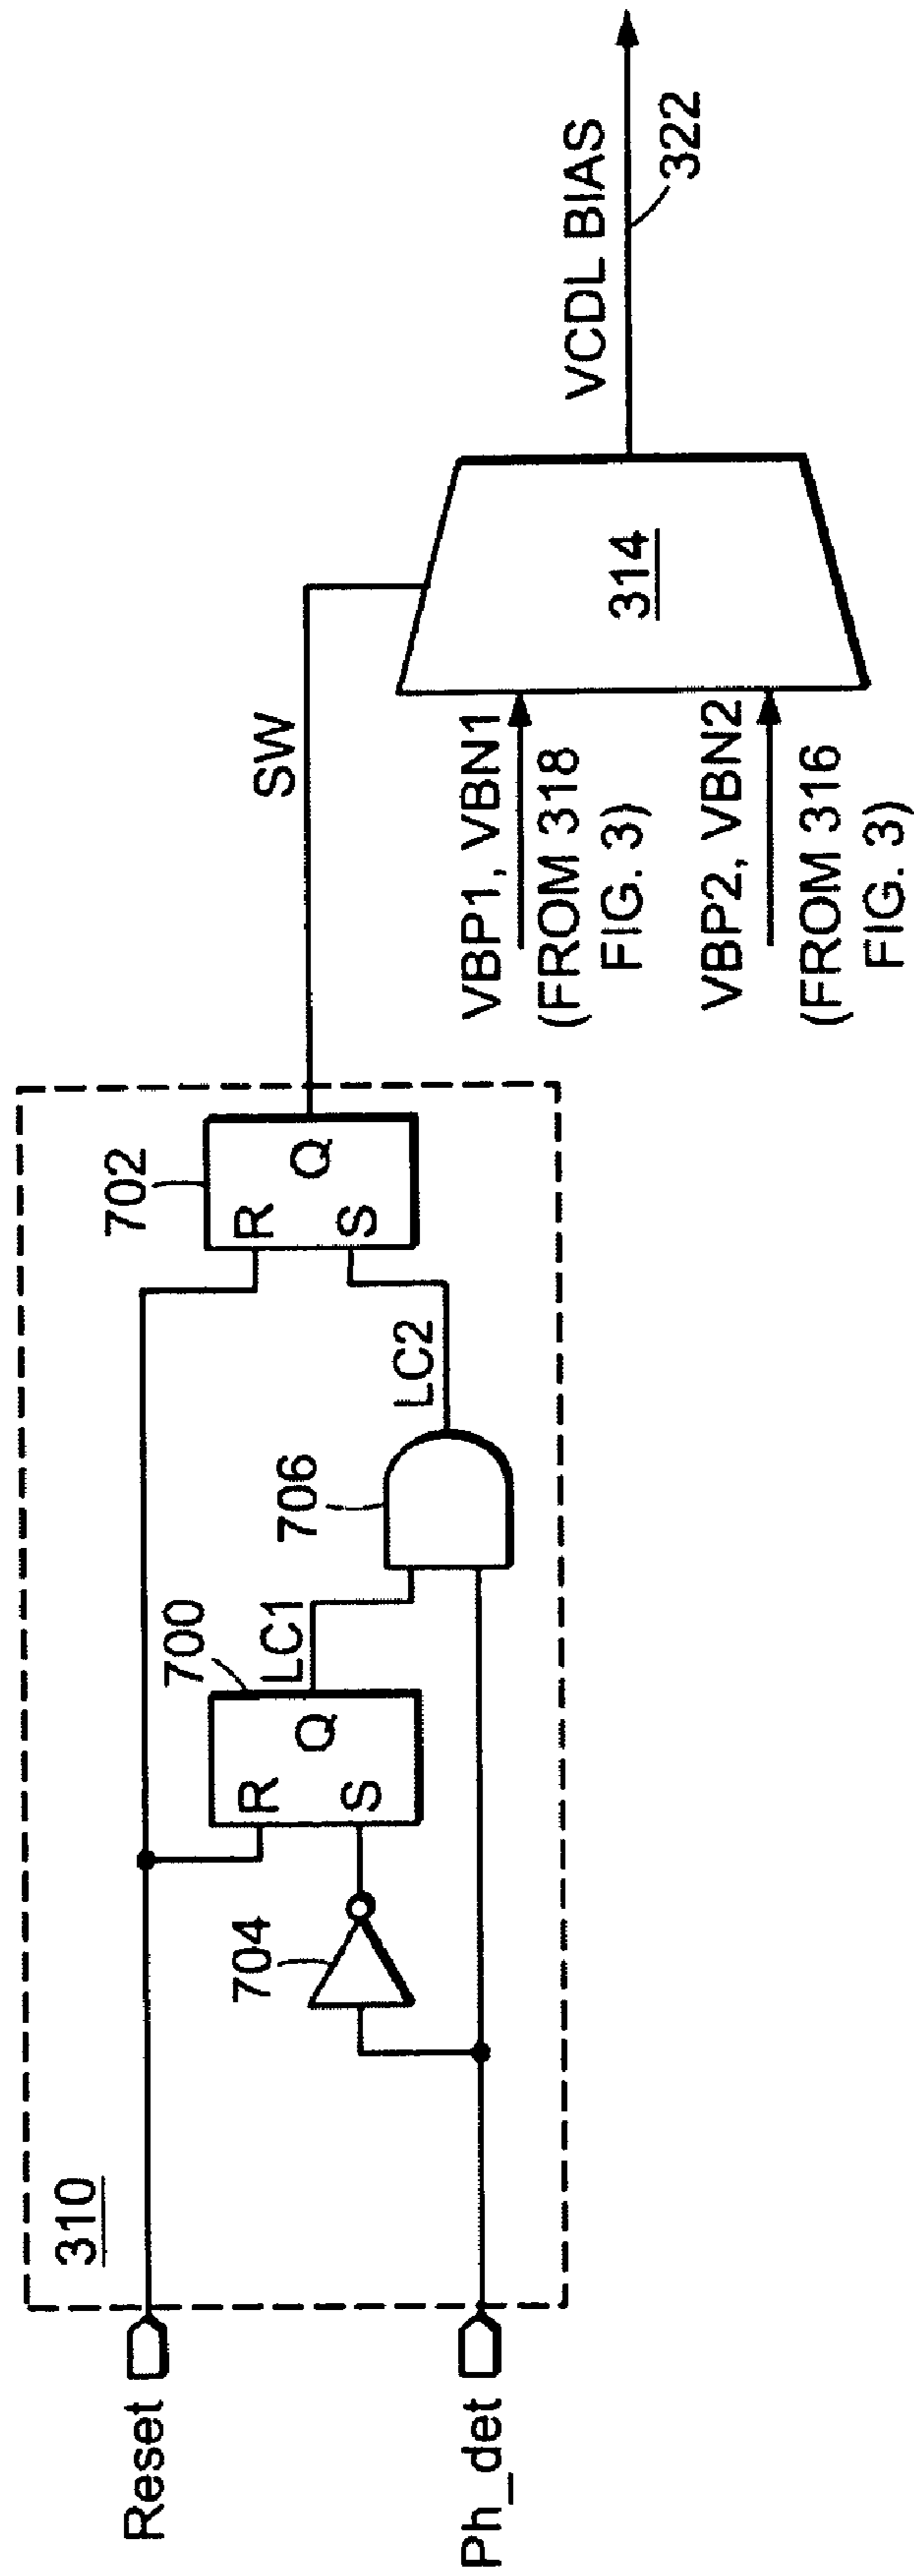 310
Reset
Ph_det
704
R
S
Q
700
LC1
706
LC2
702
R
S
Q
SW
VBP1, VBN1
(FROM 318
FIG. 3)
VBP2, VBN2
(FROM 316
FIG. 3)
314
VCDL BIAS
322